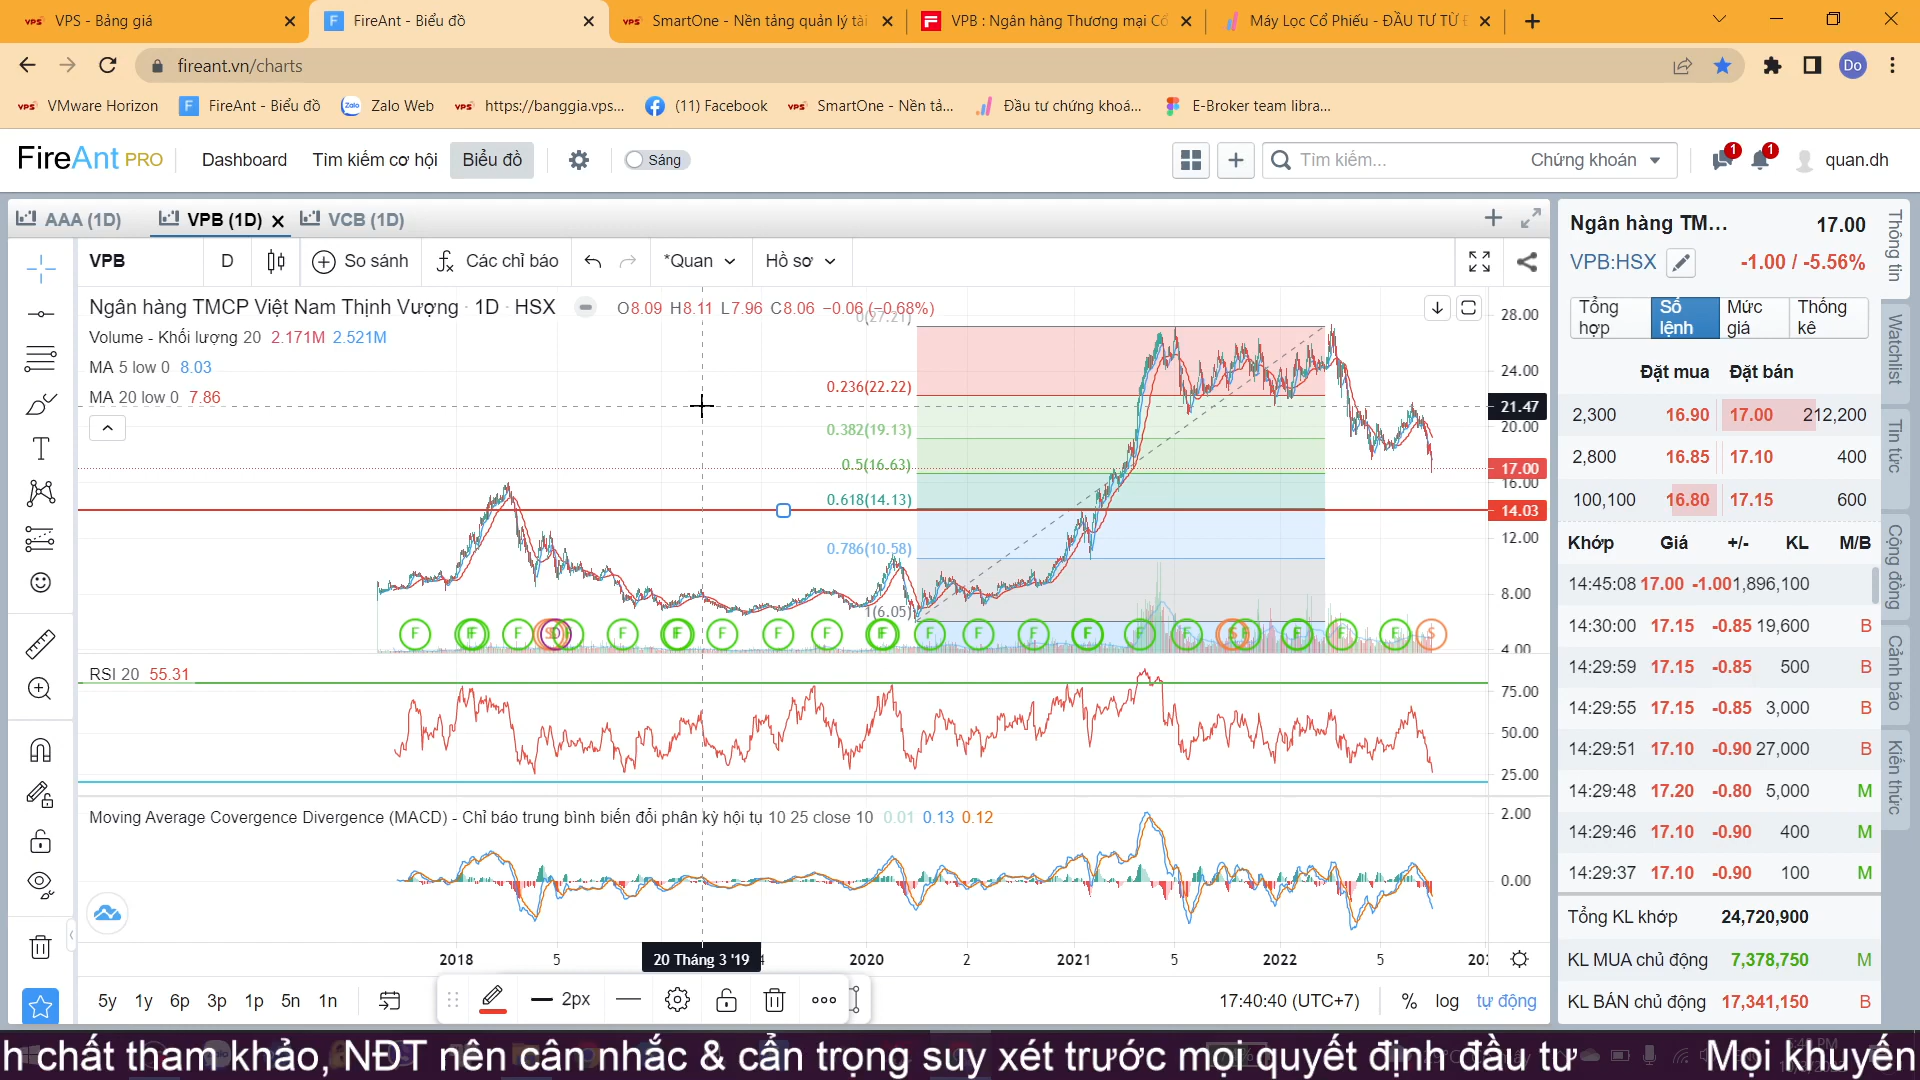 VPS - Bảng giá
FireAnt - Biểu đồ
SmartOne - Nền tảng quản lý tài
VPB : Ngân hàng Thương mại Cổ
Máy Lọc Cổ Phiếu - ĐẦU TƯ TỪ
fireant.vn/charts
Do
VMware Horizon
FireAnt - Biểu đồ
Zalo Web
https://banggia.vps...
(11) Facebook
SmartOne - Nền tả...
Đầu tư chứng khoá...
E-Broker team libra...
FireAnt PRO
Dashboard
Tìm kiếm cơ hội
Biểu đồ
Sáng
Tìm kiếm...
Chứng khoán
1
1
quan.dh
AAA (1D)
VPB (1D)
VCB (1D)
VPB
D
So sánh
Các chỉ báo
*Quan
Hồ sơ
Ngân hàng TMCP Việt Nam Thịnh Vượng · 1D · HSX
O8.09 H8.11 L7.96 C8.06 −0.06 (−0.68%)
Volume - Khối lượng 20 2.171M 2.521M
MA 5 low 0 8.03
MA 20 low 0 7.86
0(27.21)
0.236(22.22)
0.382(19.13)
0.5(16.63)
0.618(14.13)
0.786(10.58)
1(6.05)
28.00
24.00
21.47
20.00
17.00
16.00
14.03
12.00
8.00
4.00
RSI 20 55.31
75.00
50.00
25.00
Moving Average Covergence Divergence (MACD) - Chỉ báo trung bình biến đỗi phân kỳ hội tụ 10 25 close 10 0.01 0.13 0.12
2.00
0.00
2018
5
20 Tháng 3 '19
2020
2
2021
5
2022
5
5y 1y 6p 3p 1p 5n 1n
2px
17:40:40 (UTC+7)
% log tự động
Ngân hàng TM... 17.00
VPB:HSX -1.00 / -5.56%
Tổng hợp
Sổ lệnh
Mức giá
Thống kê
Đặt mua Đặt bán
2,300 16.90 17.00 212,200
2,800 16.85 17.10 400
100,100 16.80 17.15 600
Khớp Giá +/- KL M/B
14:45:08 17.00 -1.00 1,896,100
14:30:00 17.15 -0.85 19,600 B
14:29:59 17.15 -0.85 500 B
14:29:55 17.15 -0.85 3,000 B
14:29:51 17.10 -0.90 27,000 B
14:29:48 17.20 -0.80 5,000 M
14:29:46 17.10 -0.90 400 M
14:29:37 17.10 -0.90 100 M
Tổng KL khớp 24,720,900
KL MUA chủ động 7,378,750 M
KL BÁN chủ động 17,341,150 B
Thông tin
Watchlist
Tin tức
Cộng đồng
Cảnh báo
Kiến thức
h chất tham khảo, NĐT nên cân nhắc & cẩn trọng suy xét trước mọi quyết định đầu tư
Mọi khuyến